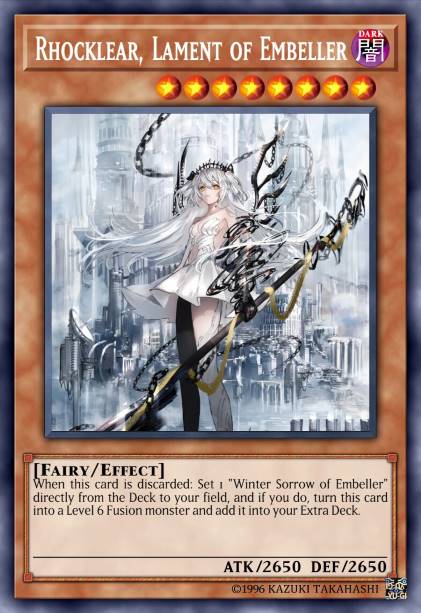 Rhocklear, Lament of Embeller
DARK
闇
[Fairy/Effect]
When this card is discarded: Set 1 "Winter Sorrow of Embeller"
directly from the Deck to your field, and if you do, turn this card
into a Level 6 Fusion monster and add it into your Extra Deck.
ATK/2650 DEF/2650
©1996 KAZUKI TAKAHASHI